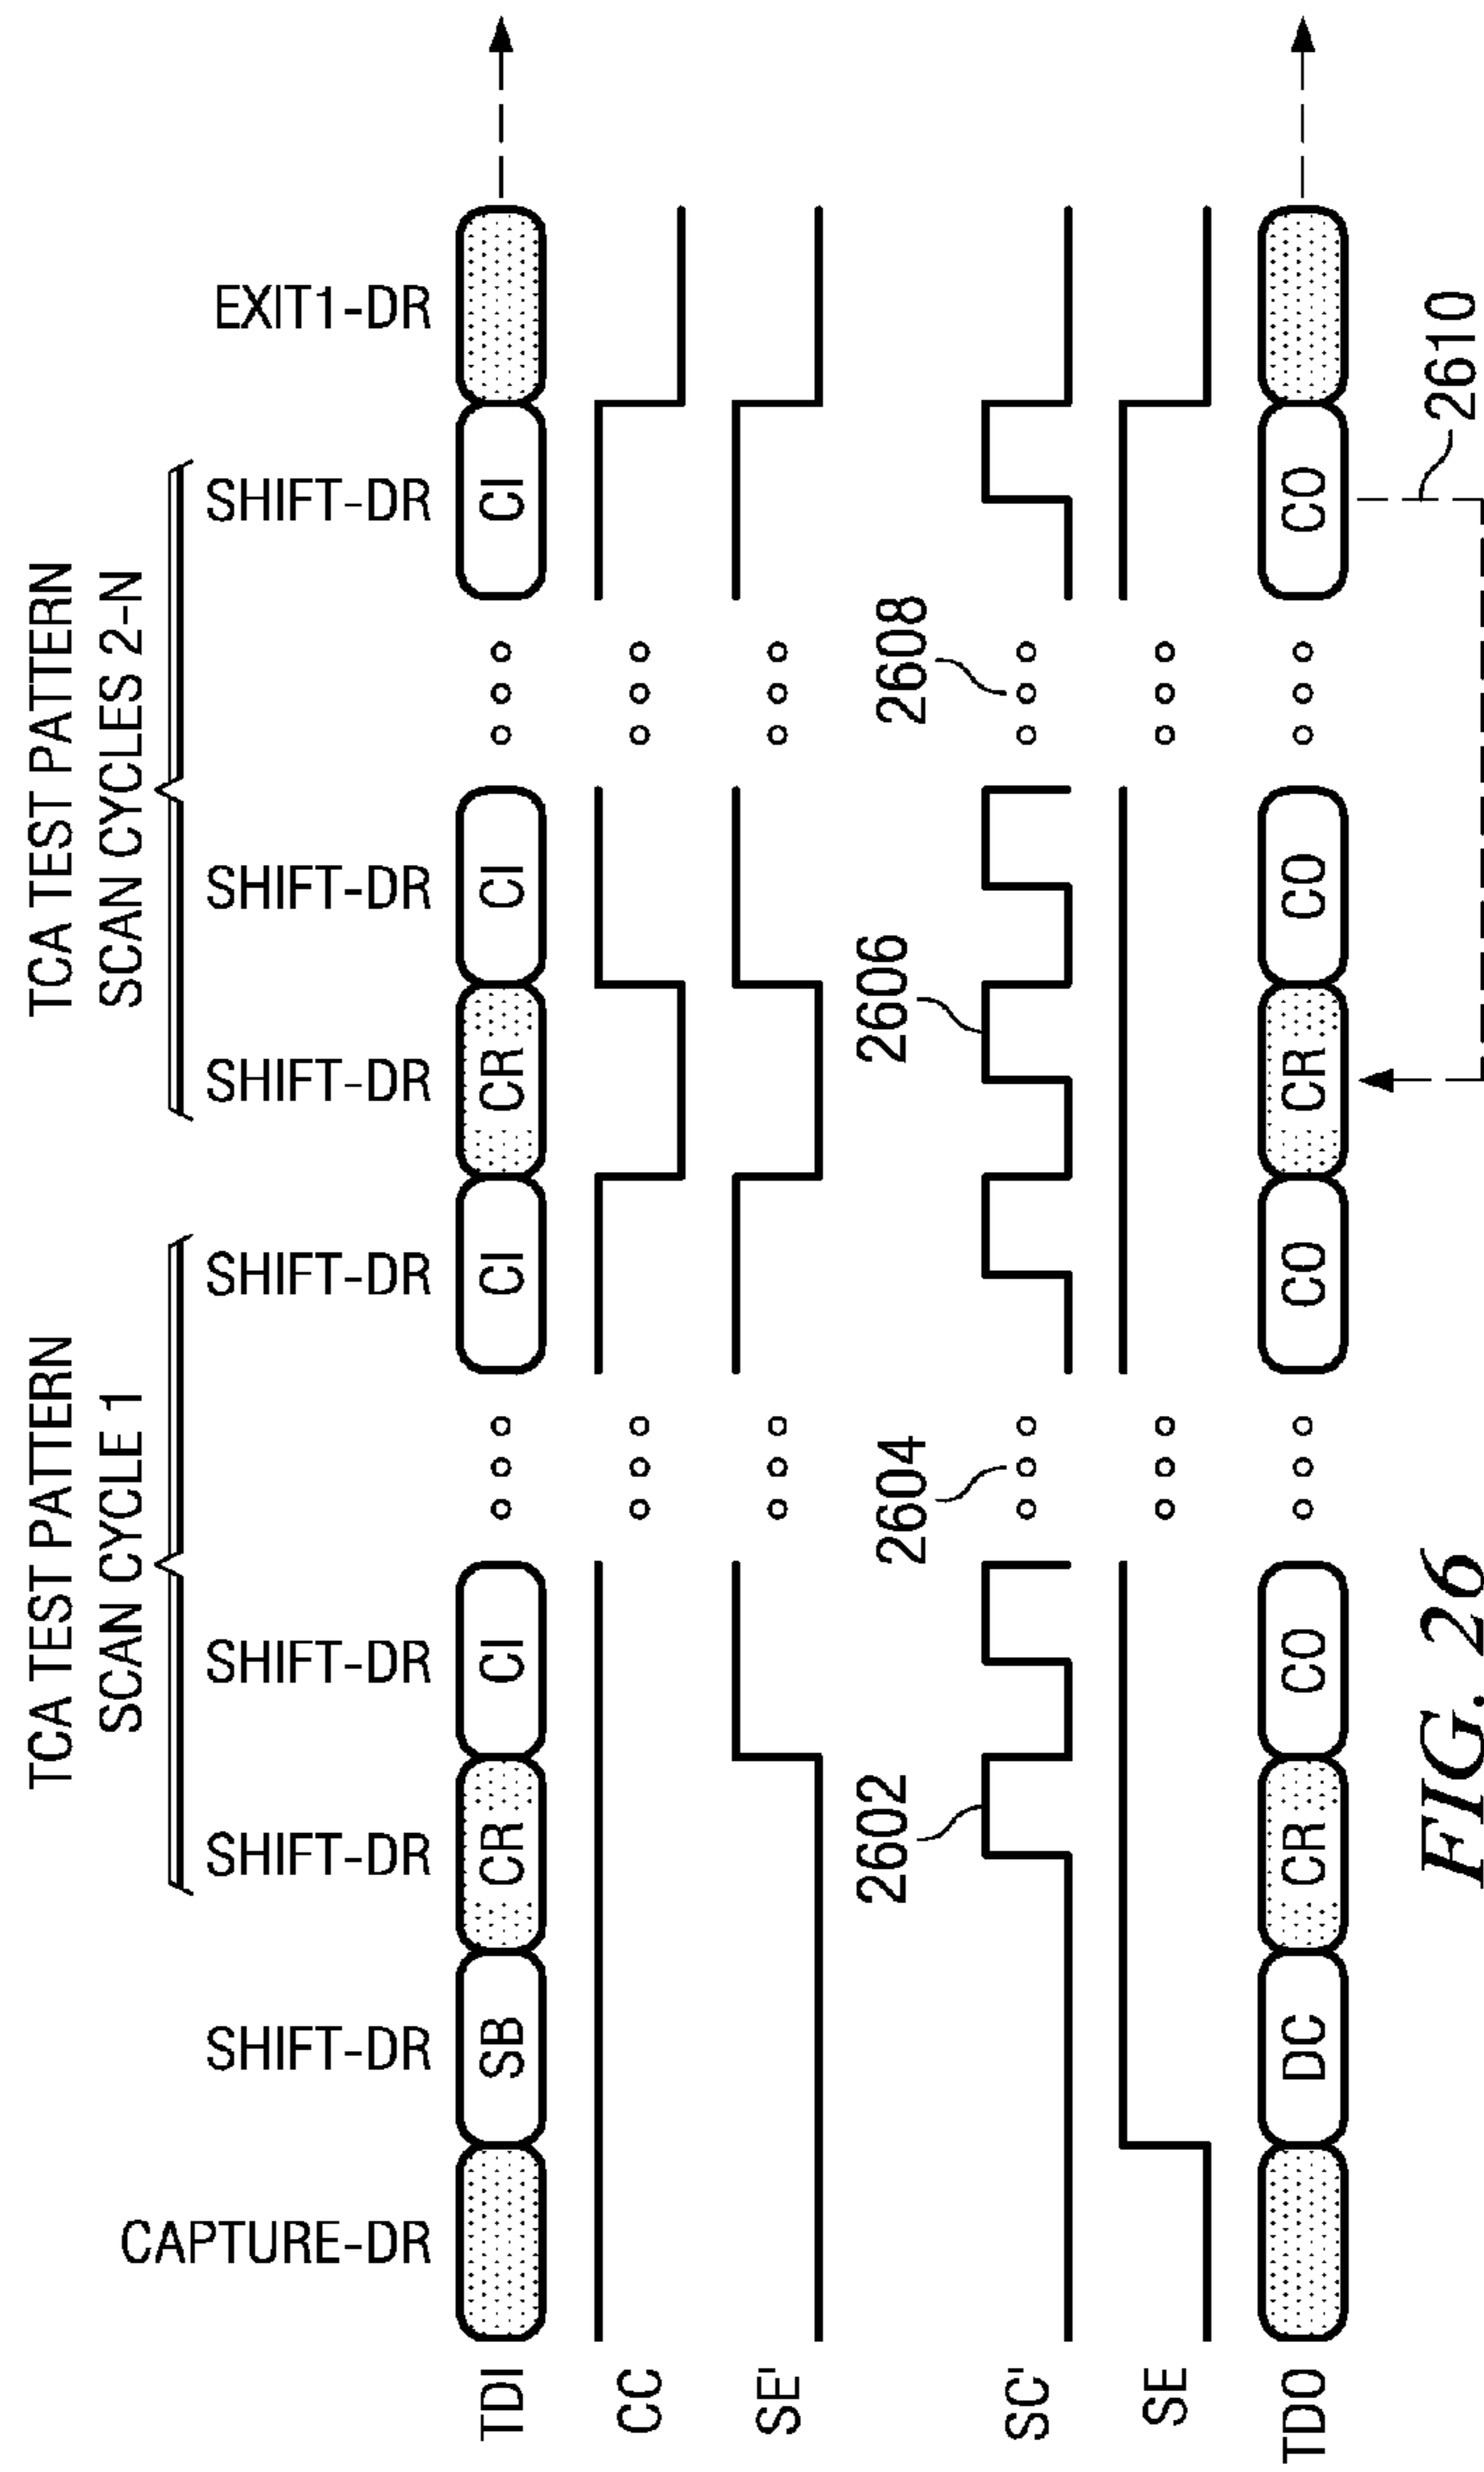 TCA TEST PATTERN
SCAN CYCLE 1
TCA TEST PATTERN
SCAN CYCLES 2-N
CAPTURE-DR
SHIFT-DR
SHIFT-DR
SHIFT-DR
SHIFT-DR
SHIFT-DR
SHIFT-DR
SHIFT-DR
EXIT1-DR
TDI
SB
CR
CI
CI
CR
CI
CI
CC
SE'
2602
2604
2606
2608
SC'
SE
TDO
DC
CR
CO
CO
CR
CO
CO
2610
FIG. 26